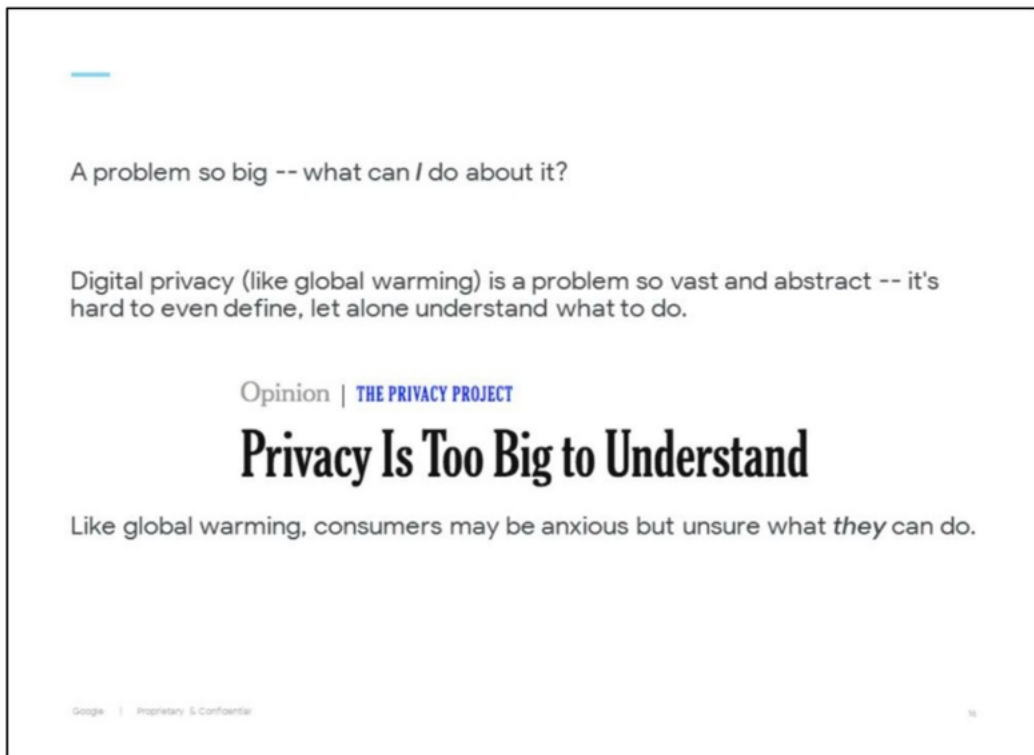 A problem so big -- what can I do about it?
Digital privacy (like global warming) is a problem so vast and abstract -- it's
hard to even define, let alone understand what to do.
Opinion | THE PRIVACY PROJECT
Privacy Is Too Big to Understand
Like global warming, consumers may be anxious but unsure what they can do.
Google | Proprietary & Confidential